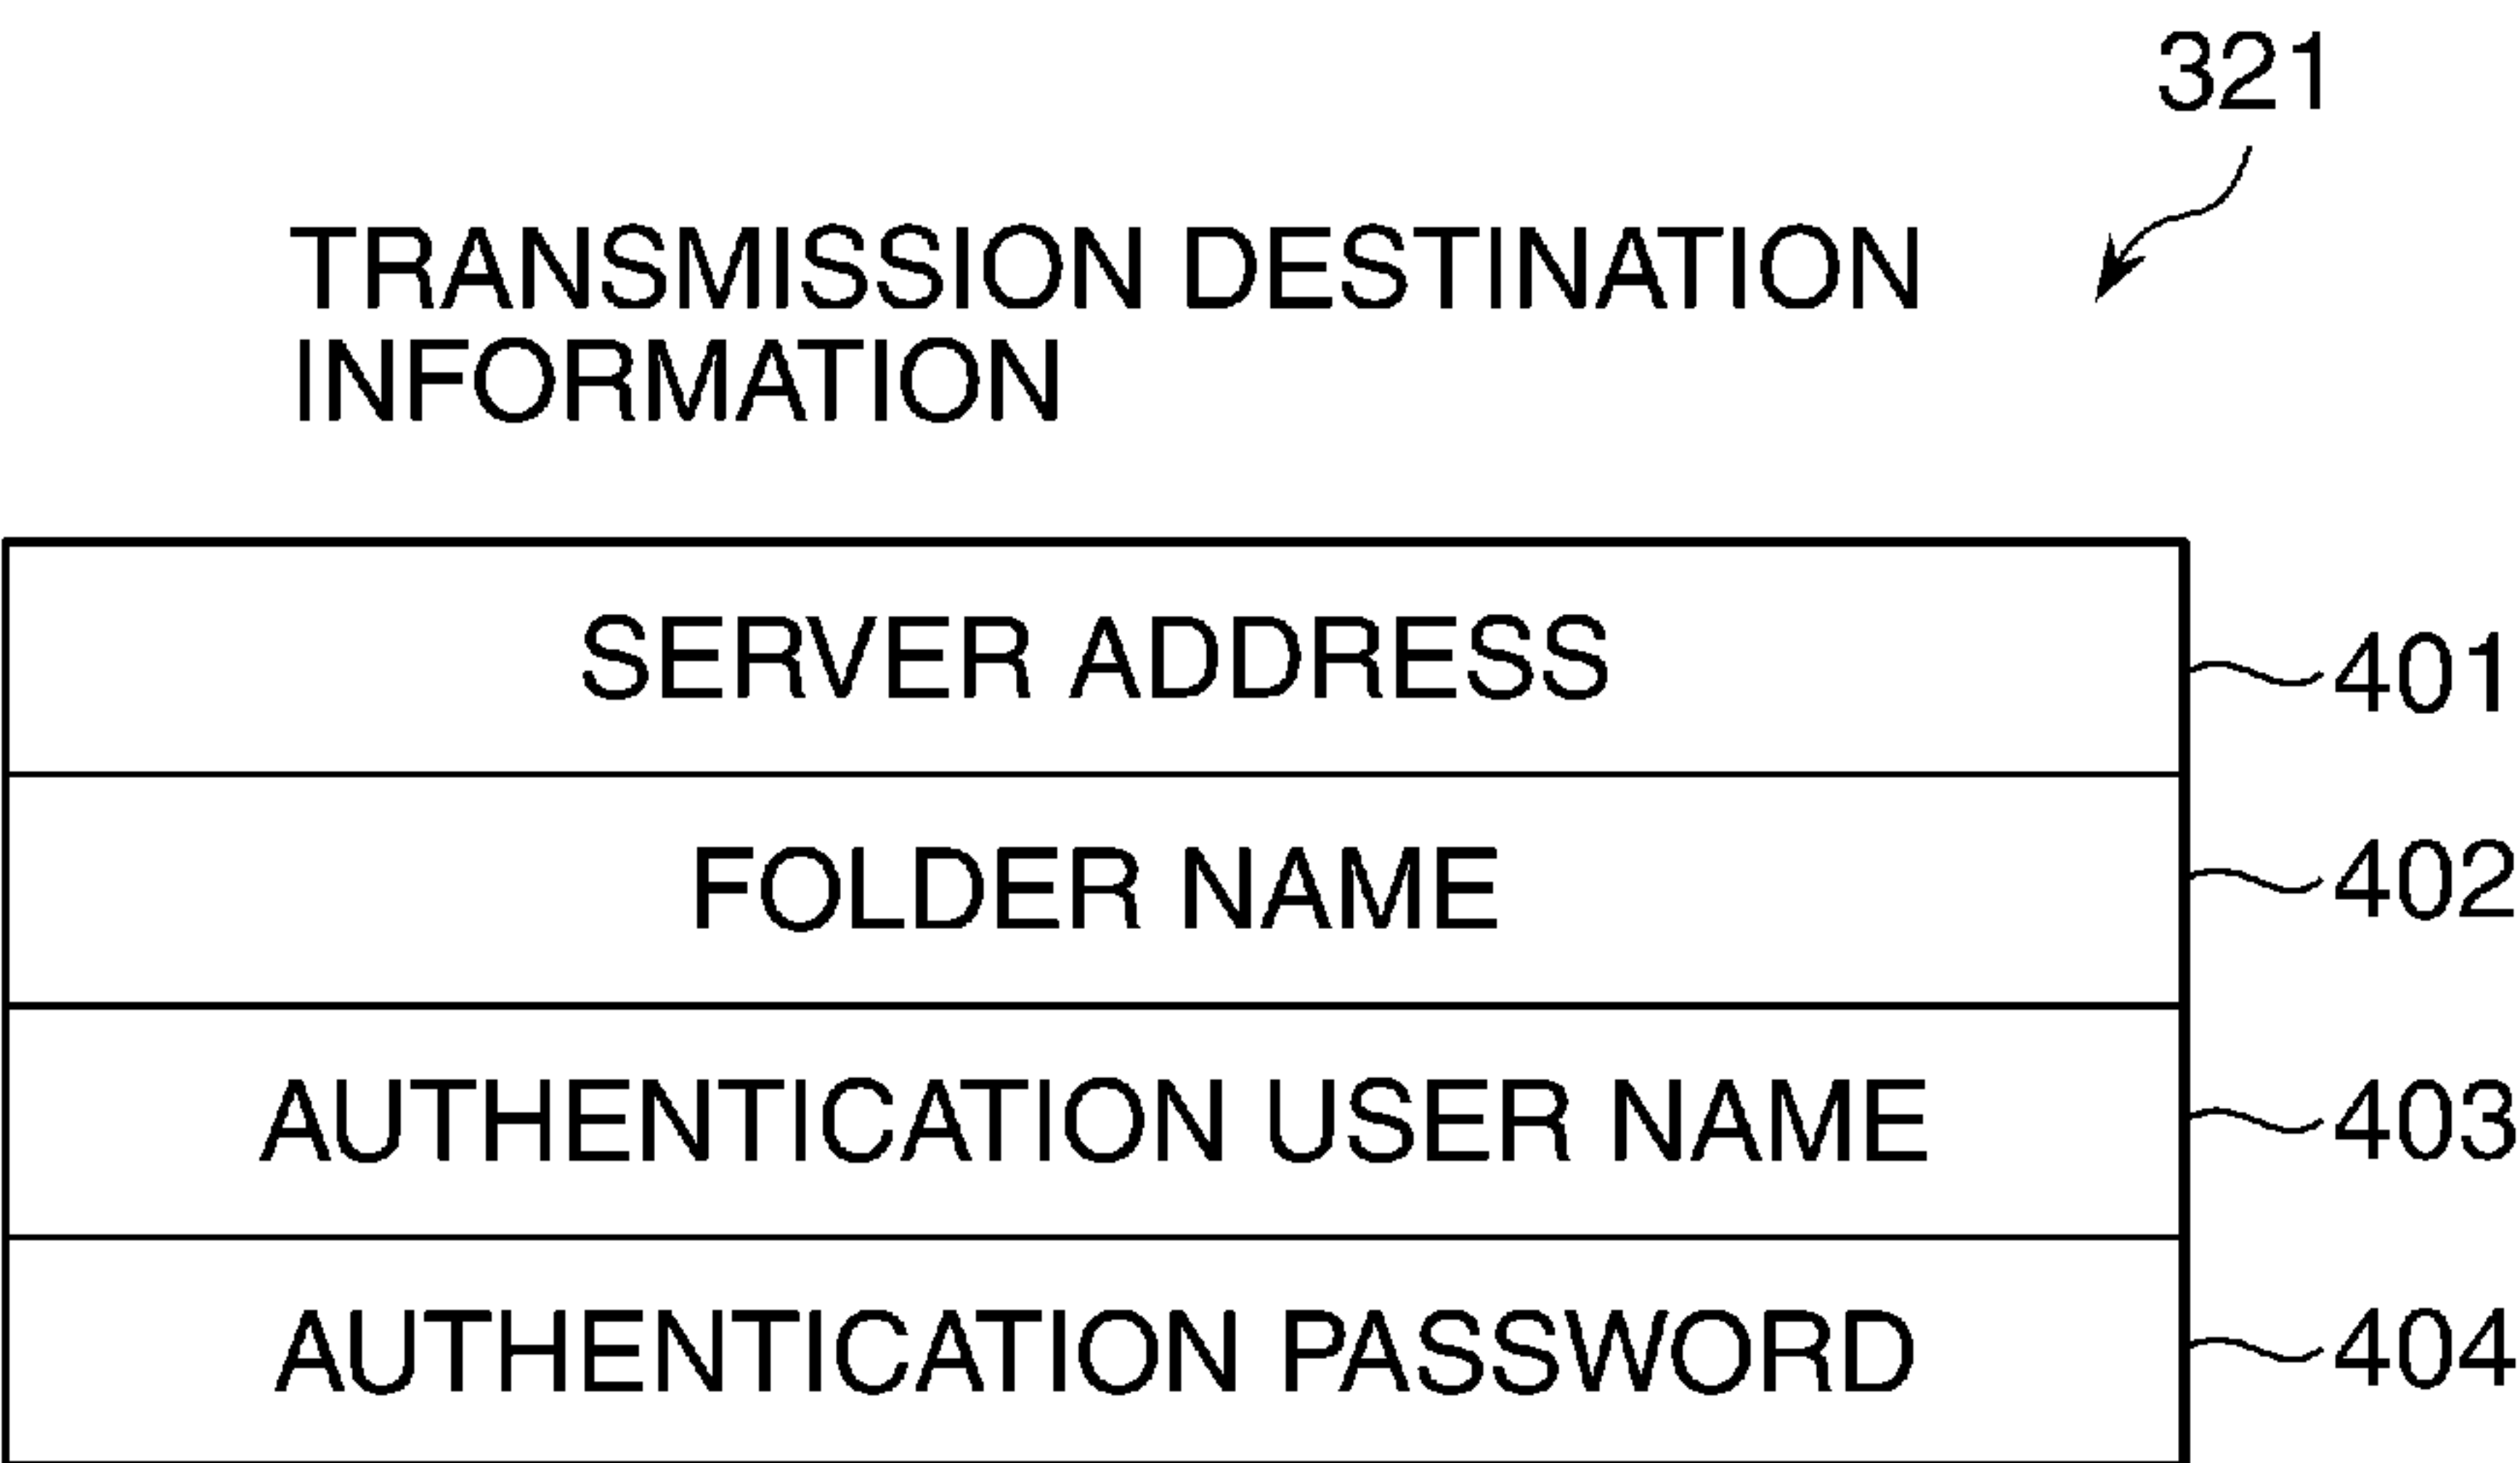 321
TRANSMISSION DESTINATION
INFORMATION
SERVER ADDRESS 401
FOLDER NAME 402
AUTHENTICATION USER NAME 403
AUTHENTICATION PASSWORD 404